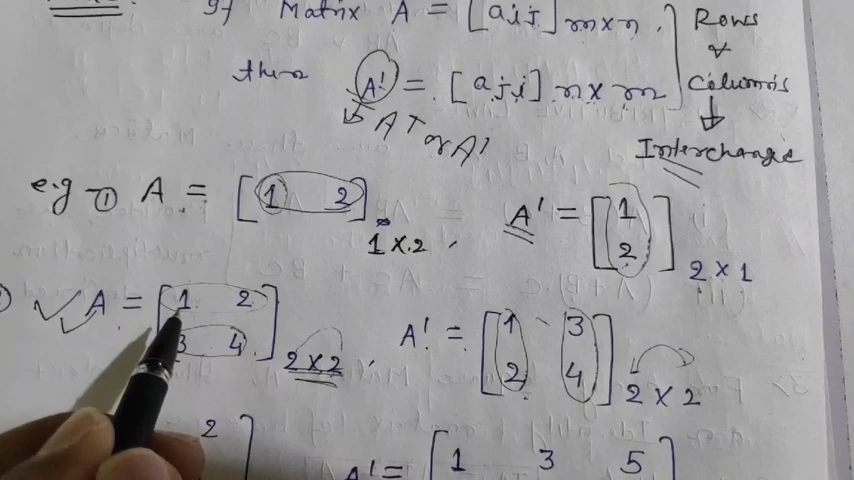 If Matrix A = [aij] m×n , Rows
&
then A' = [aji] n×m Columns
↳ A^T or A' ↓
Interchange
e.g ① A = [1 2] 1×2 , A' = [1
2] 2×1
A = [1 2
3 4] 2×2 , A' = [1 3
2 4] 2×2
2
A' = [1 3 5